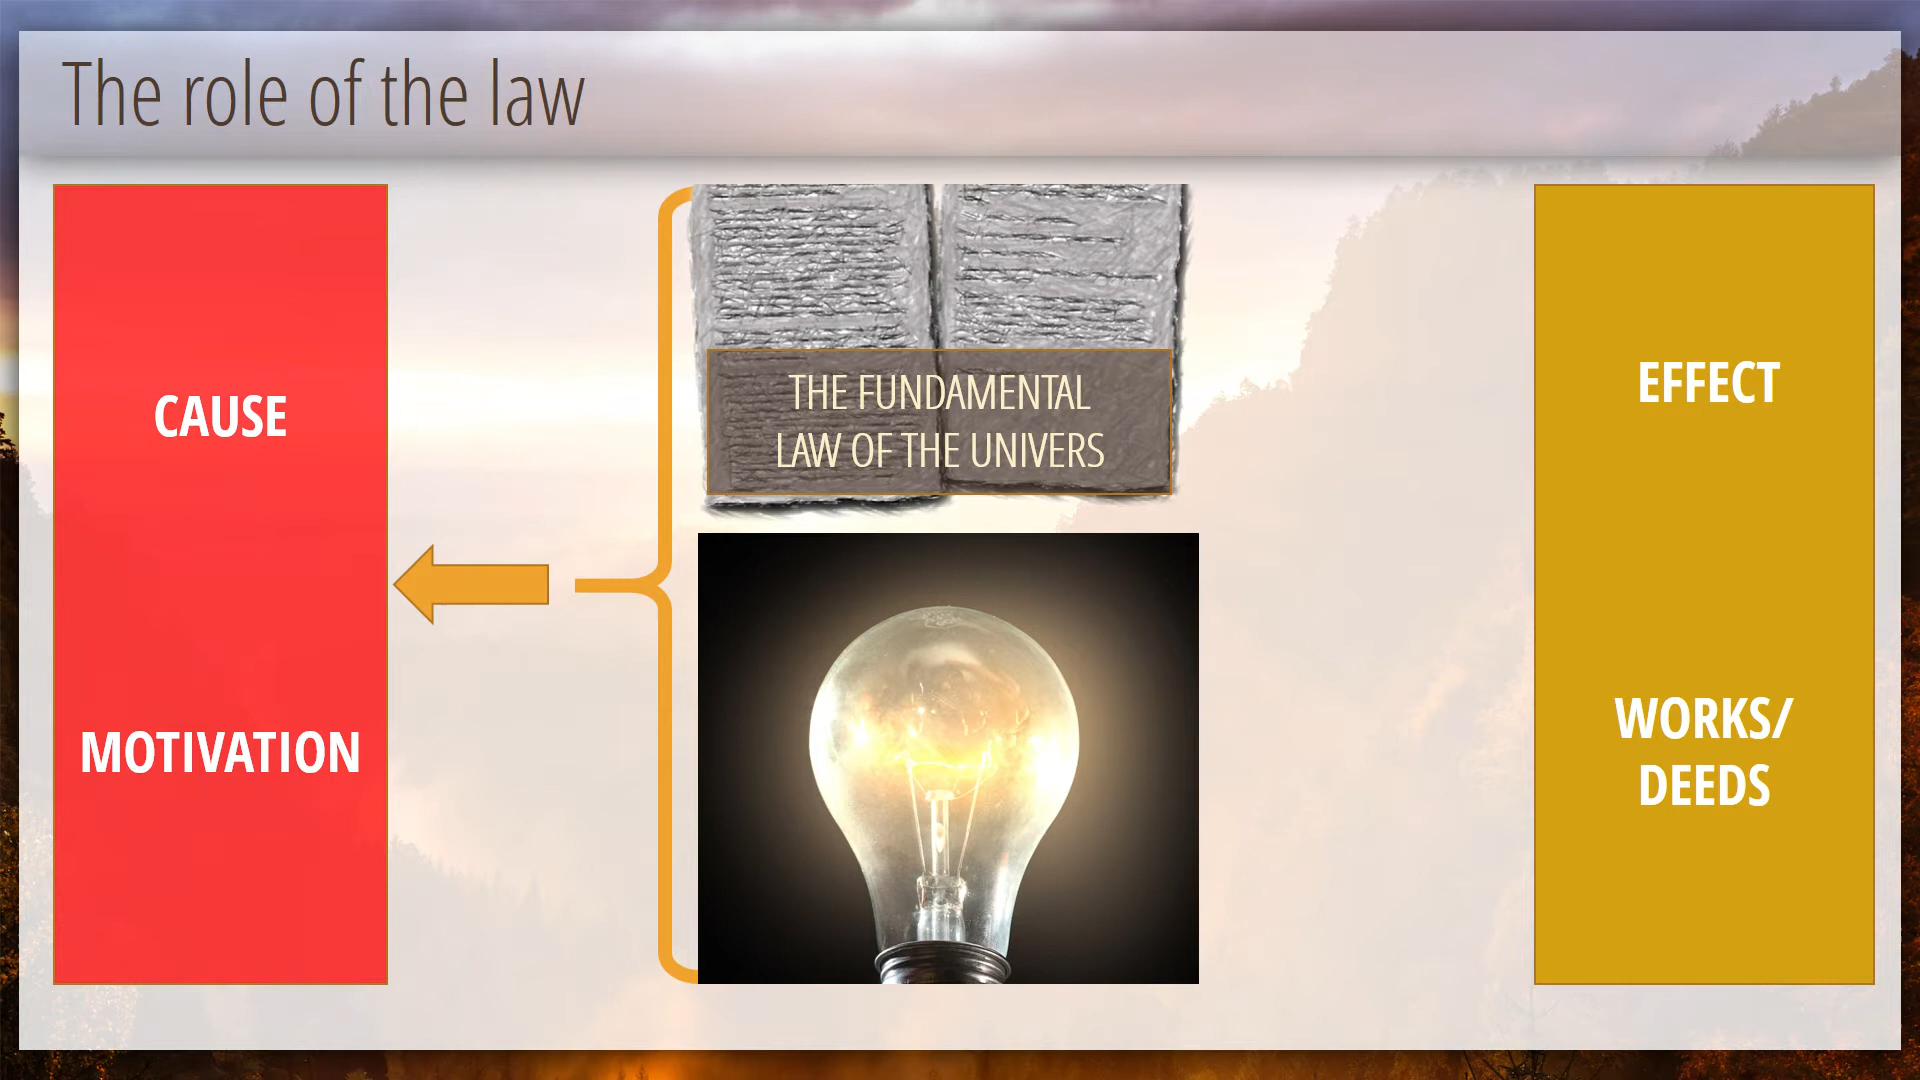 The role of the law
CAUSE
MOTIVATION
THE FUNDAMENTAL
LAW OF THE UNIVERS
EFFECT
WORKS/
DEEDS